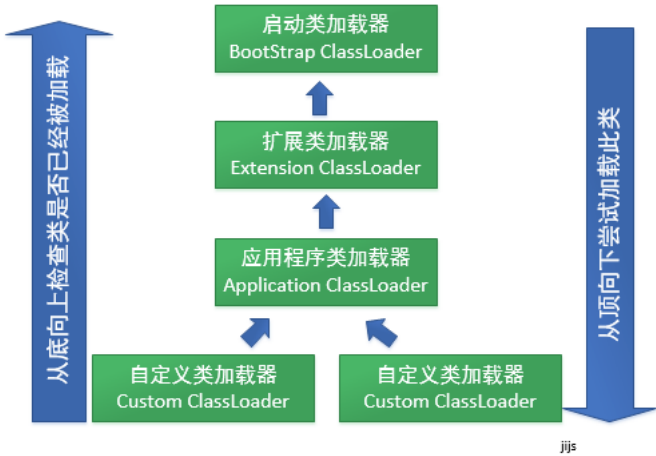 启动类加载器
BootStrap ClassLoader
扩展类加载器
Extension ClassLoader
应用程序类加载器
Application ClassLoader
自定义类加载器
Custom ClassLoader
自定义类加载器
Custom ClassLoader
从底向上检查类是否已经被加载
从顶向下尝试加载此类
jijs